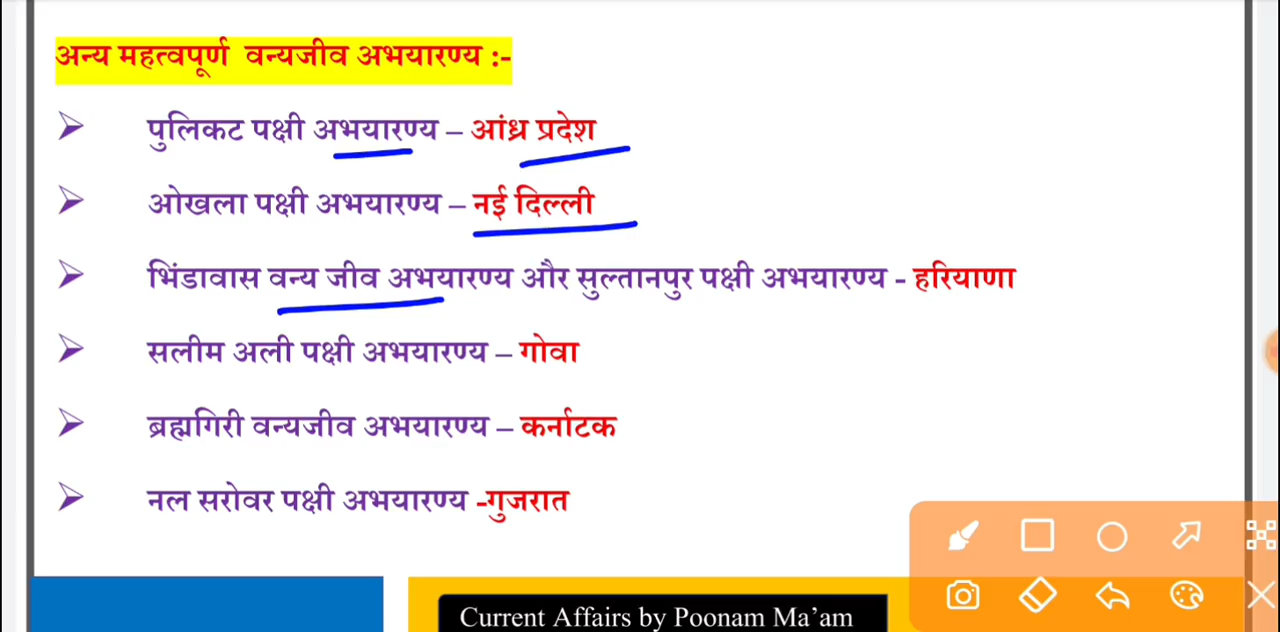 अन्य महत्वपूर्ण वन्यजीव अभयारण्य :-
➢ पुलिकट पक्षी अभयारण्य – आंध्र प्रदेश
➢ ओखला पक्षी अभयारण्य – नई दिल्ली
➢ भिंडावास वन्य जीव अभयारण्य और सुल्तानपुर पक्षी अभयारण्य - हरियाणा
➢ सलीम अली पक्षी अभयारण्य – गोवा
➢ ब्रह्मगिरी वन्यजीव अभयारण्य – कर्नाटक
➢ नल सरोवर पक्षी अभयारण्य -गुजरात
Current Affairs by Poonam Ma’am